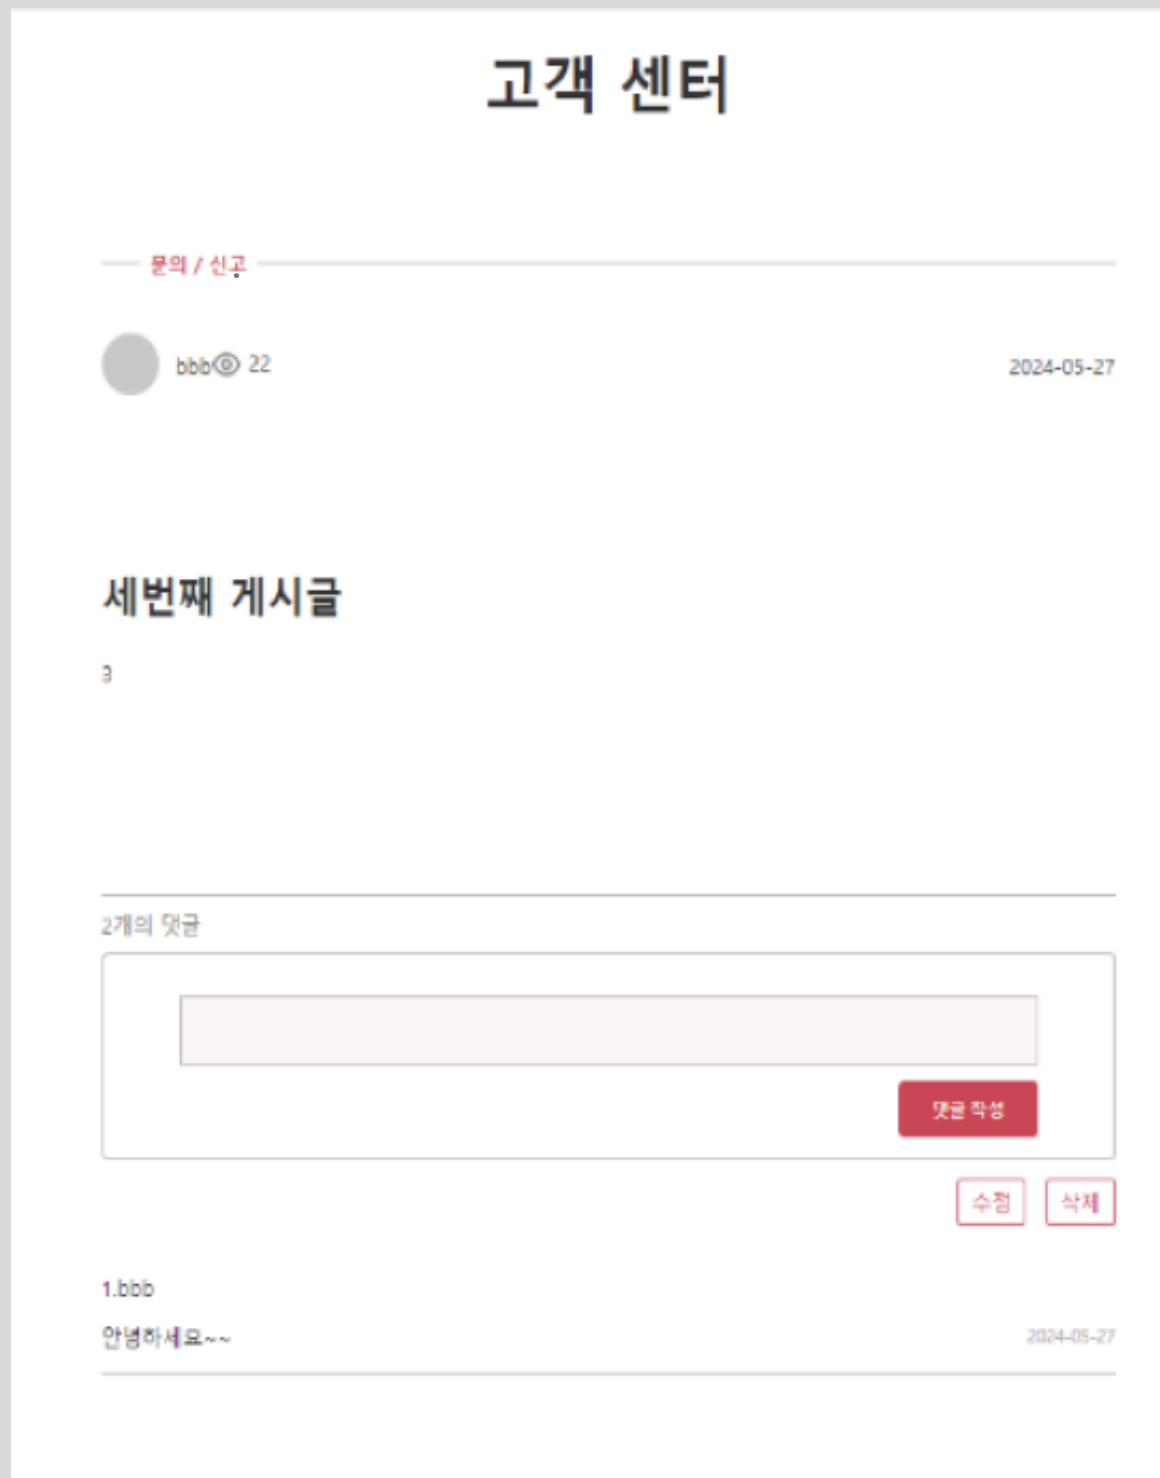 고객 센터
문의 / 신고
bbb 22 2024-05-27
세번째 게시글
3
2개의 댓글
댓글 작성
수정 삭제
1.bbb
안녕하세요~~ 2024-05-27